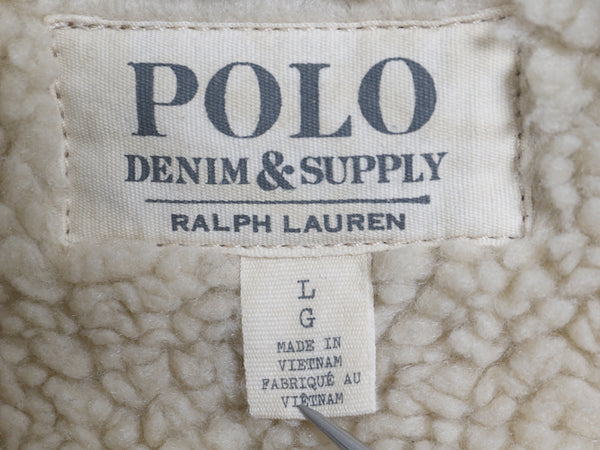 POLO
DENIM & SUPPLY
RALPH LAUREN
L
G
MADE IN
VIETNAM
FABRIQUÉ AU
VIETNAM